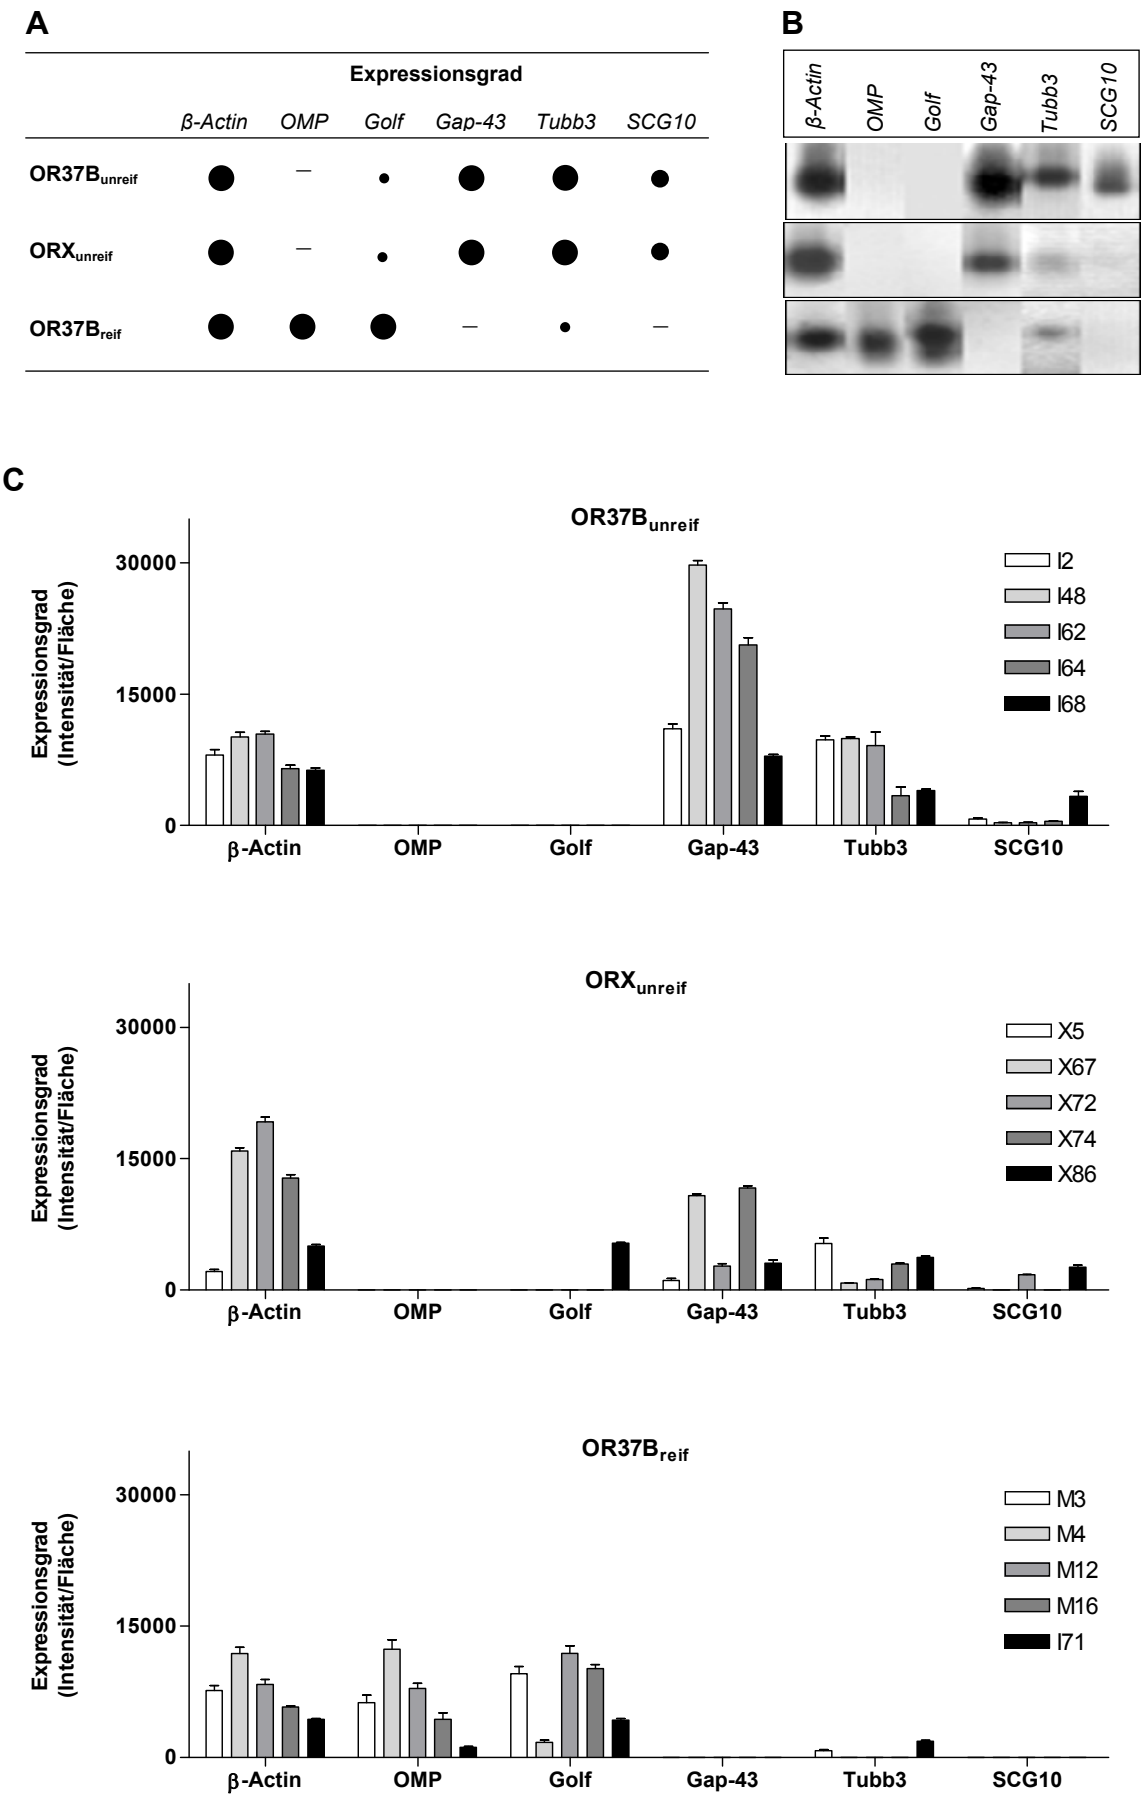 A
Expressionsgrad
β-Actin OMP Golf Gap-43 Tubb3 SCG10
OR37Bunreif
ORXunreif
OR37Breif
B
β-Actin OMP Golf Gap-43 Tubb3 SCG10
C
OR37Bunreif
Expressionsgrad
(Intensität/Fläche)
30000
15000
0
β-Actin OMP Golf Gap-43 Tubb3 SCG10
I2
I48
I62
I64
I68
ORXunreif
Expressionsgrad
(Intensität/Fläche)
30000
15000
0
β-Actin OMP Golf Gap-43 Tubb3 SCG10
X5
X67
X72
X74
X86
OR37Breif
Expressionsgrad
(Intensität/Fläche)
30000
15000
0
β-Actin OMP Golf Gap-43 Tubb3 SCG10
M3
M4
M12
M16
I71